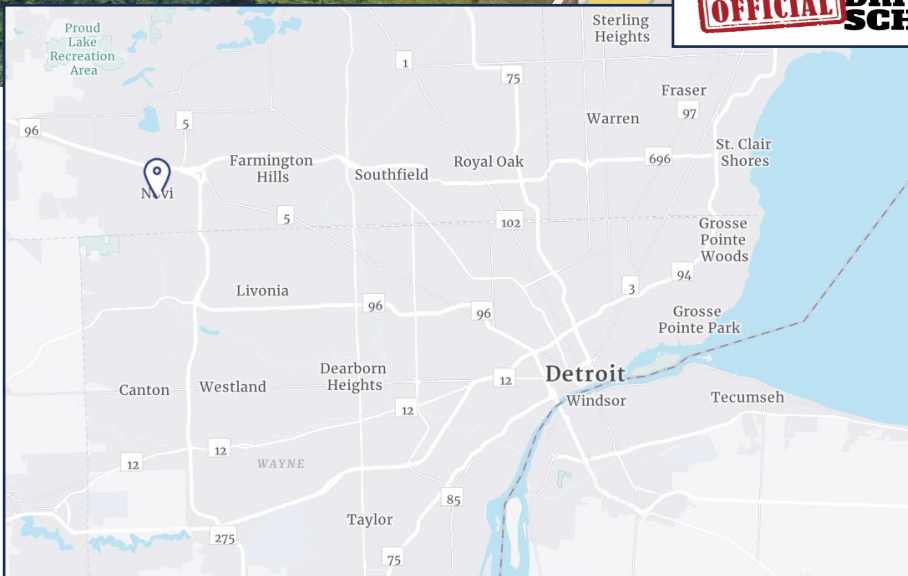 OFFICIAL
Proud
Lake
Recreation
Area
Sterling
Heights
1
75
Fraser
97
96
5
Warren
St. Clair
Shores
696
Farmington
Hills
Southfield
Royal Oak
Novi
5
102
Grosse
Pointe
Woods
94
3
Livonia
96
96
Grosse
Pointe Park
Dearborn
Heights
12
Detroit
Canton
Westland
Windsor
Tecumseh
12
12
12
WAYNE
85
Taylor
275
75